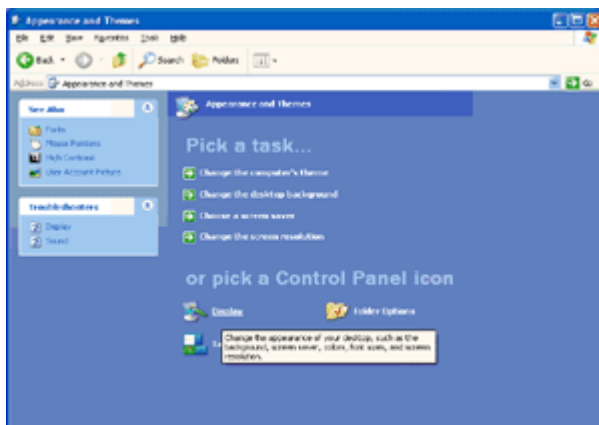 Appearance and Themes
File Edit View Favorites Tools Help
Back Search Folders
Address Appearance and Themes
See Also
Fonts
Mouse Pointers
High Contrast
User Account Picture
Troubleshooters
Display
Sound
Appearance and Themes
Pick a task...
Change the computer's theme
Change the desktop background
Choose a screen saver
Change the screen resolution
or pick a Control Panel icon
Display
Folder Options
Change the appearance of your desktop, such as the
background, screen saver, colors, font sizes, and screen
resolution.